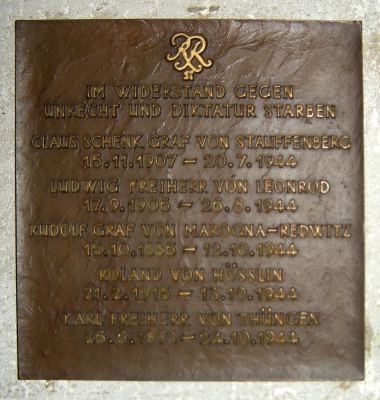 RR
17
IM WIDERSTAND GEGEN
UNRECHT UND DIKTATUR STARBEN
CLAUS SCHENK GRAF VON STAUFFENBERG
15.11.1907 – 20.7.1944
LUDWIG FREIHERR VON LEONROD
17.9.1906 – 26.8.1944
RUDOLF GRAF VON MAROGNA-REDWITZ
15.10.1886 – 12.10.1944
ROLAND VON HÖSSLIN
21.2.1915 – 13.10.1944
KARL FREIHERR VON THÜNGEN
26.6.1893 – 24.10.1944